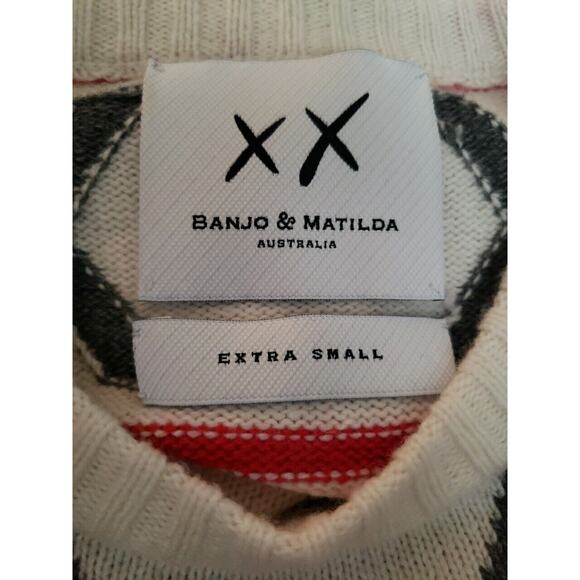 XX
BANJO & MATILDA
AUSTRALIA
EXTRA SMALL